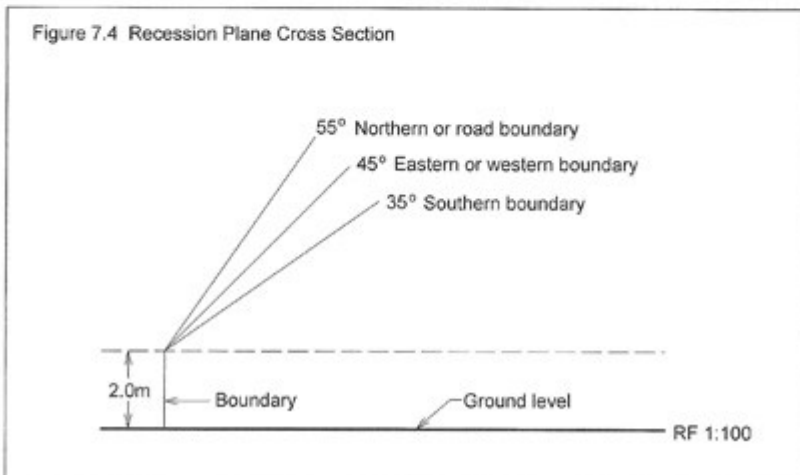 Figure 7.4 Recession Plane Cross Section
55° Northern or road boundary
45° Eastern or western boundary
35° Southern boundary
2.0m
Boundary
Ground level
RF 1:100